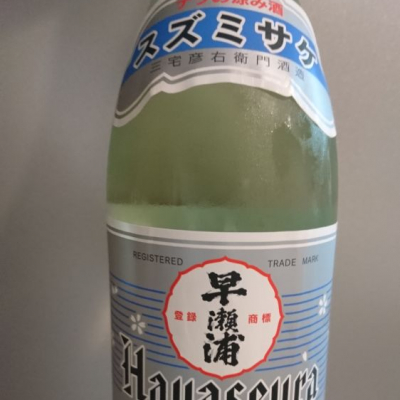 スズミサケ
三宅彦右衛門酒造
REGISTERED TRADE MARK
早瀬浦
登録 商標
Hayaseura